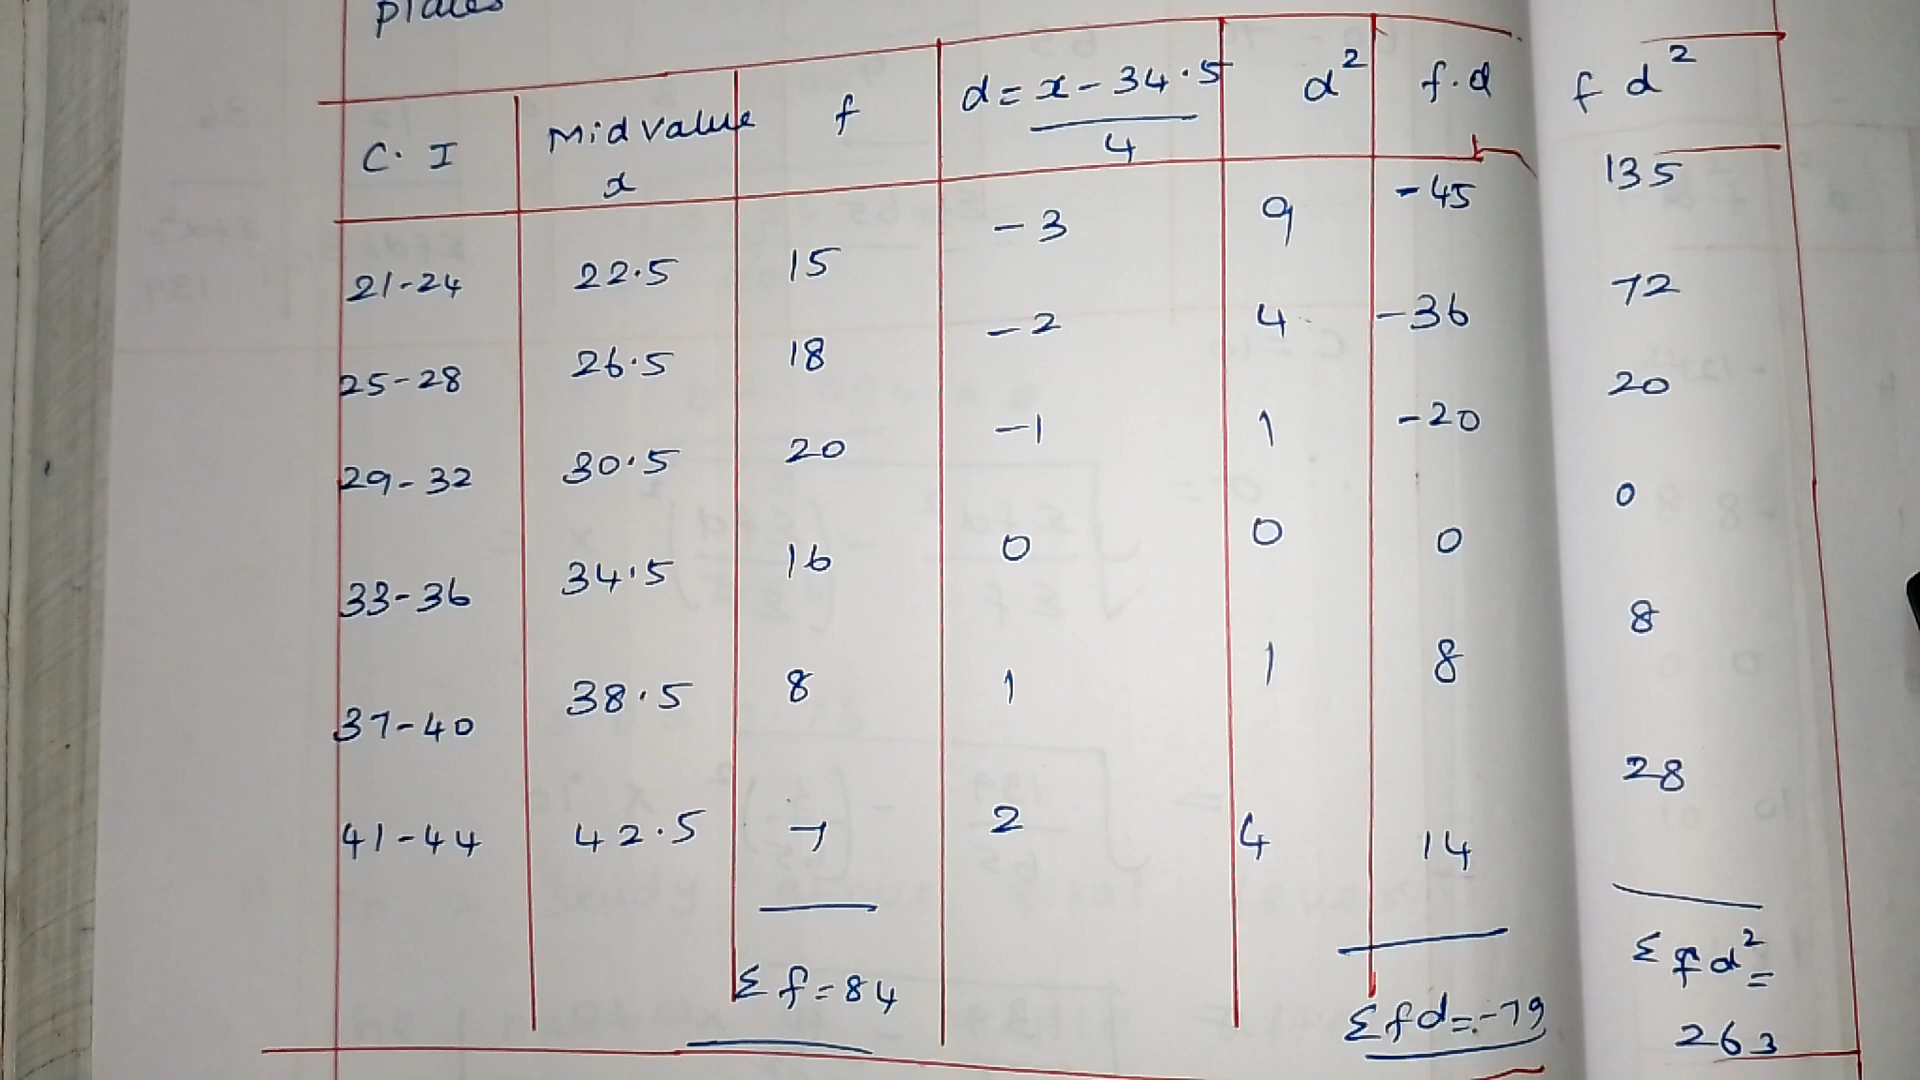 plates
C. I | Mid value x | f | d = x - 34.5 / 4 | d² | f.d | f d²
21-24 | 22.5 | 15 | -3 | 9 | -45 | 135
25-28 | 26.5 | 18 | -2 | 4 | -36 | 72
29-32 | 30.5 | 20 | -1 | 1 | -20 | 20
33-36 | 34.5 | 16 | 0 | 0 | 0 | 0
37-40 | 38.5 | 8 | 1 | 1 | 8 | 8
41-44 | 42.5 | 7 | 2 | 4 | 14 | 28
Σf=84 | Σfd=-79 | Σfd²= 263